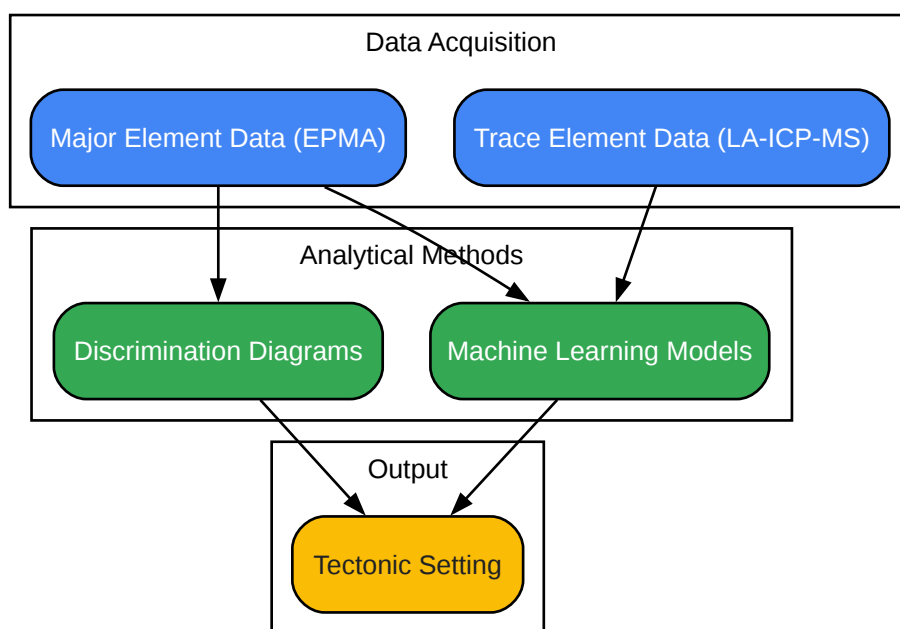 Data Acquisition
Major Element Data (EPMA)
Trace Element Data (LA-ICP-MS)
Analytical Methods
Discrimination Diagrams
Machine Learning Models
Output
Tectonic Setting